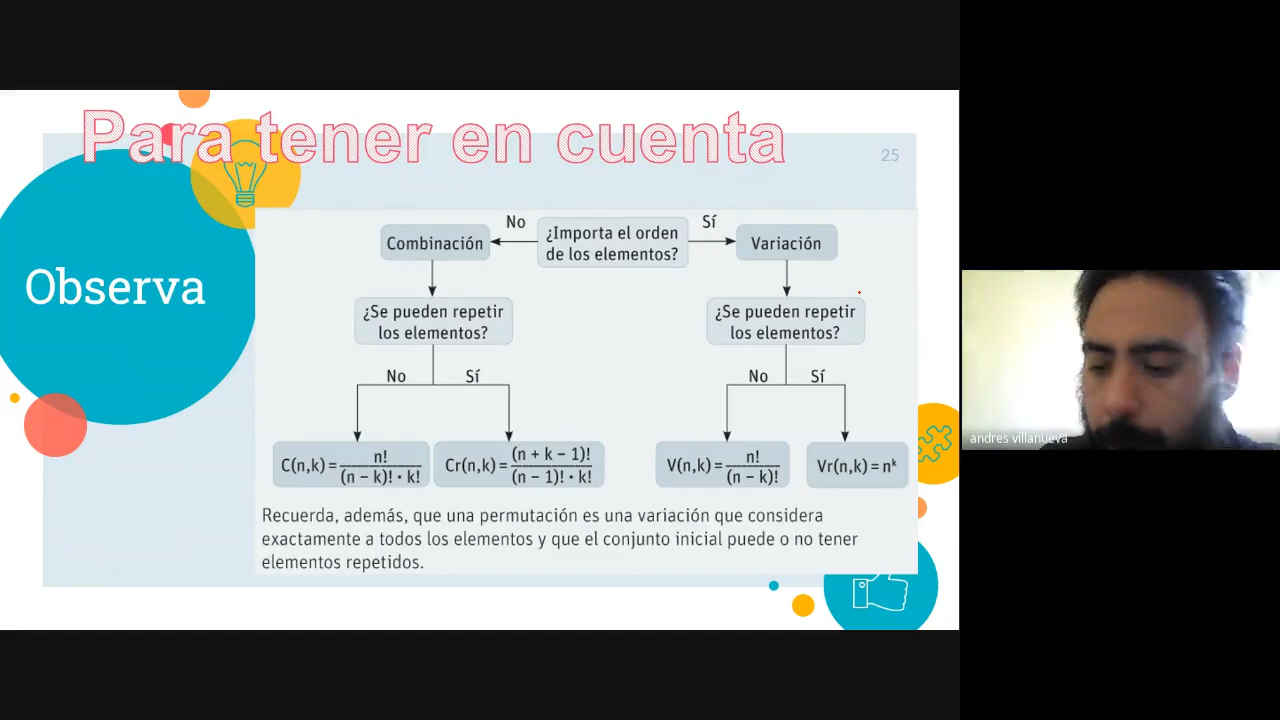 Para tener en cuenta
25
Observa
¿Importa el orden
de los elementos?
No
Sí
Combinación
Variación
¿Se pueden repetir
los elementos?
¿Se pueden repetir
los elementos?
No
Sí
No
Sí
C(n,k) = n! / (n − k)! · k!
Cr(n,k) = (n + k − 1)! / (n − 1)! · k!
V(n,k) = n! / (n − k)!
Vr(n,k) = nᵏ
Recuerda, además, que una permutación es una variación que considera
exactamente a todos los elementos y que el conjunto inicial puede o no tener
elementos repetidos.
andres villanueva